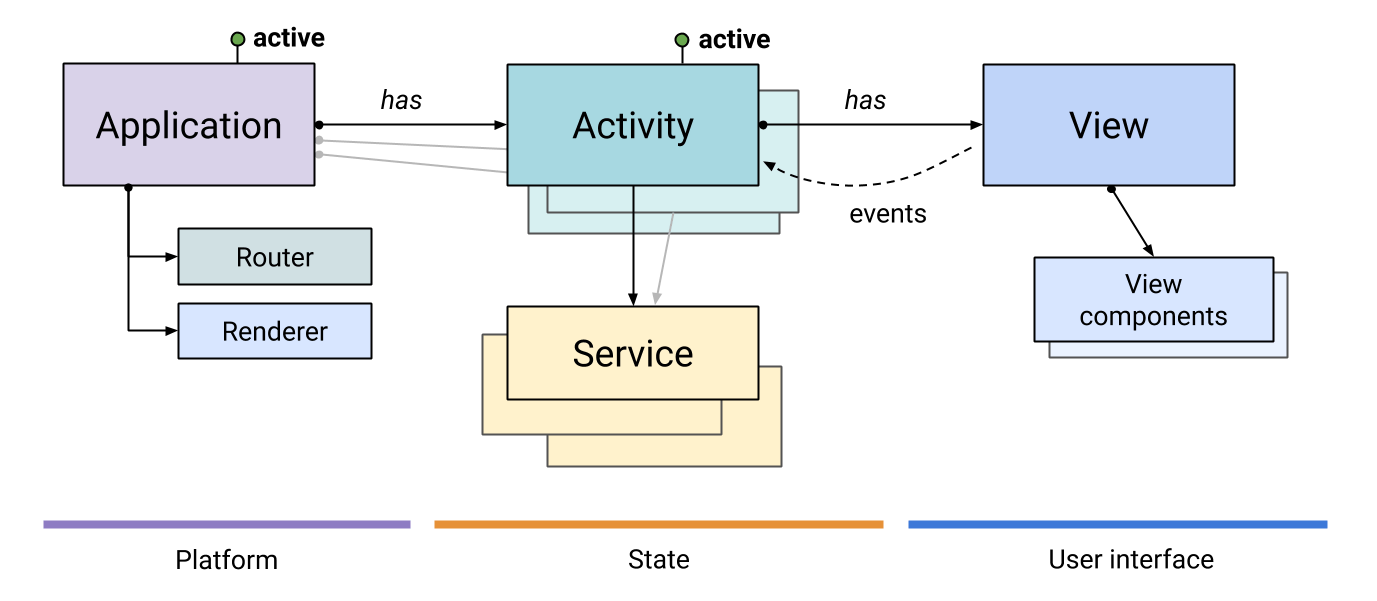 active
active
Application
has
Activity
has
View
events
Router
Renderer
Service
View
components
Platform
State
User interface